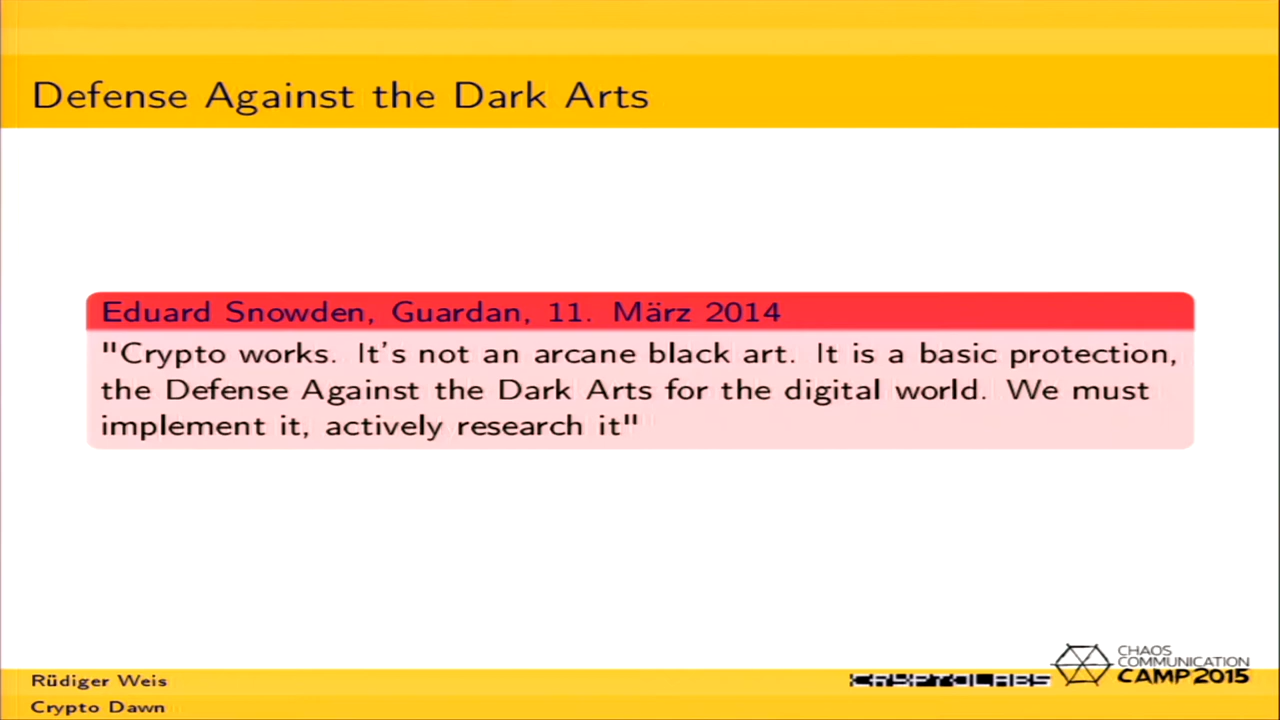 Defense Against the Dark Arts
Eduard Snowden, Guardan, 11. März 2014
"Crypto works. It's not an arcane black art. It is a basic protection,
the Defense Against the Dark Arts for the digital world. We must
implement it, actively research it"
Rüdiger Weis
Crypto Dawn
CRYPTOLABS
CHAOS
COMMUNICATION
CAMP 2015